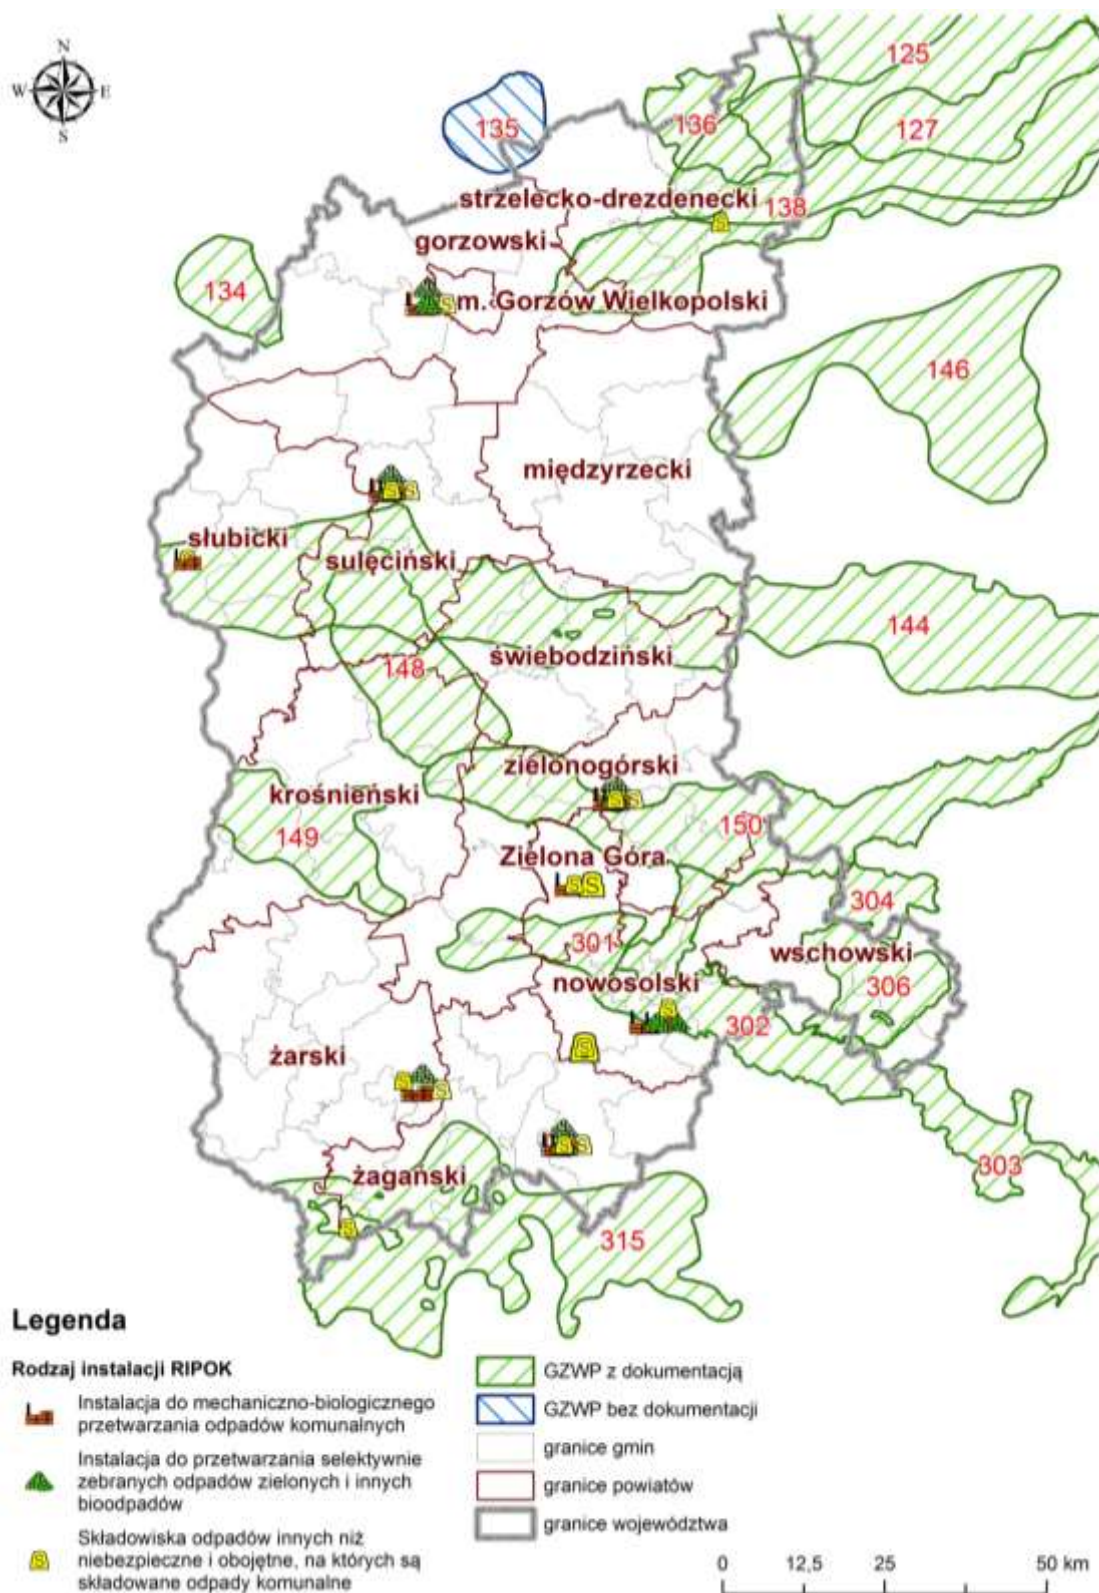 N
W E
S
125
135
136
127
strzelecko-drezdenecki
138
gorzowski
134
m. Gorzów Wielkopolski
146
międzyrzecki
słubicki
sulęciński
144
świebodziński
148
zielonogórski
krośnieński
150
149
Zielona Góra
304
301
wschowski
nowosolski
306
302
żarski
303
żagański
315
Legenda
Rodzaj instalacji RIPOK
Instalacja do mechaniczno-biologicznego
przetwarzania odpadów komunalnych
Instalacja do przetwarzania selektywnie
zebranych odpadów zielonych i innych
bioodpadów
Składowiska odpadów innych niż
niebezpieczne i obojętne, na których są
składowane odpady komunalne
GZWP z dokumentacją
GZWP bez dokumentacji
granice gmin
granice powiatów
granice województwa
0 12,5 25 50 km